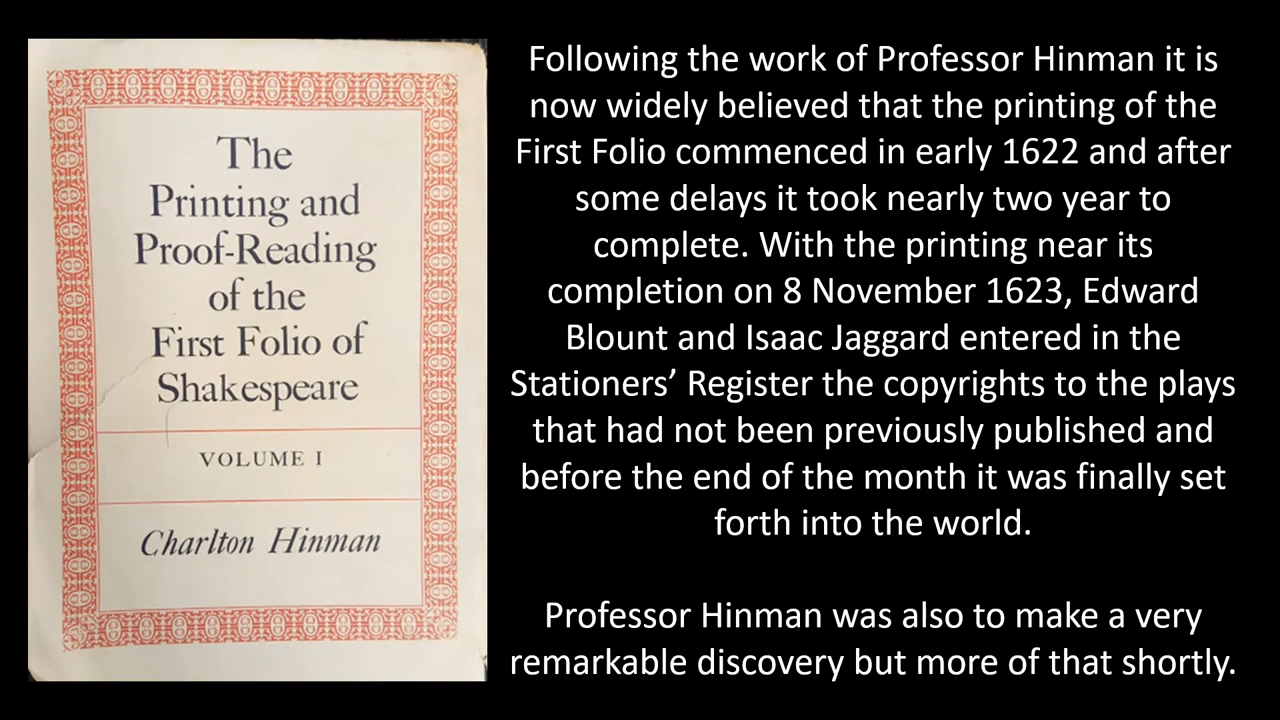 The
Printing and
Proof-Reading
of the
First Folio of
Shakespeare
VOLUME I
Charlton Hinman
Following the work of Professor Hinman it is
now widely believed that the printing of the
First Folio commenced in early 1622 and after
some delays it took nearly two year to
complete. With the printing near its
completion on 8 November 1623, Edward
Blount and Isaac Jaggard entered in the
Stationers’ Register the copyrights to the plays
that had not been previously published and
before the end of the month it was finally set
forth into the world.
Professor Hinman was also to make a very
remarkable discovery but more of that shortly.